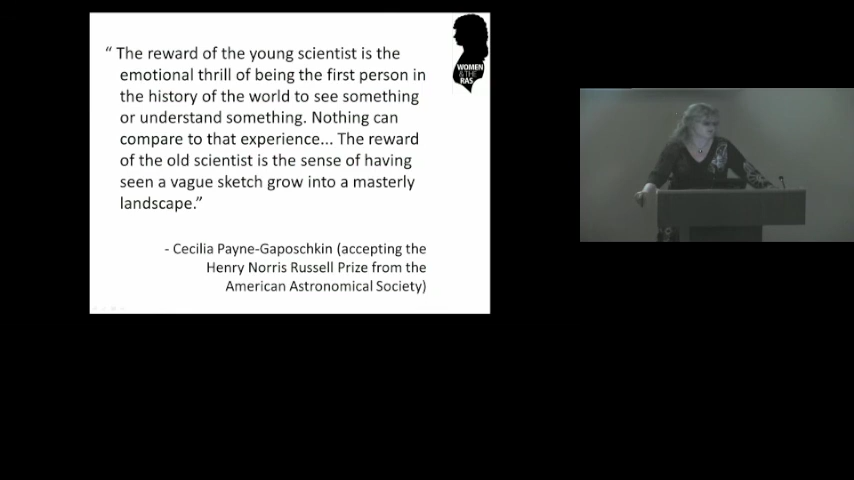 “ The reward of the young scientist is the
emotional thrill of being the first person in
the history of the world to see something
or understand something. Nothing can
compare to that experience... The reward
of the old scientist is the sense of having
seen a vague sketch grow into a masterly
landscape.”
- Cecilia Payne-Gaposchkin (accepting the
Henry Norris Russell Prize from the
American Astronomical Society)
WOMEN
& THE
RAS